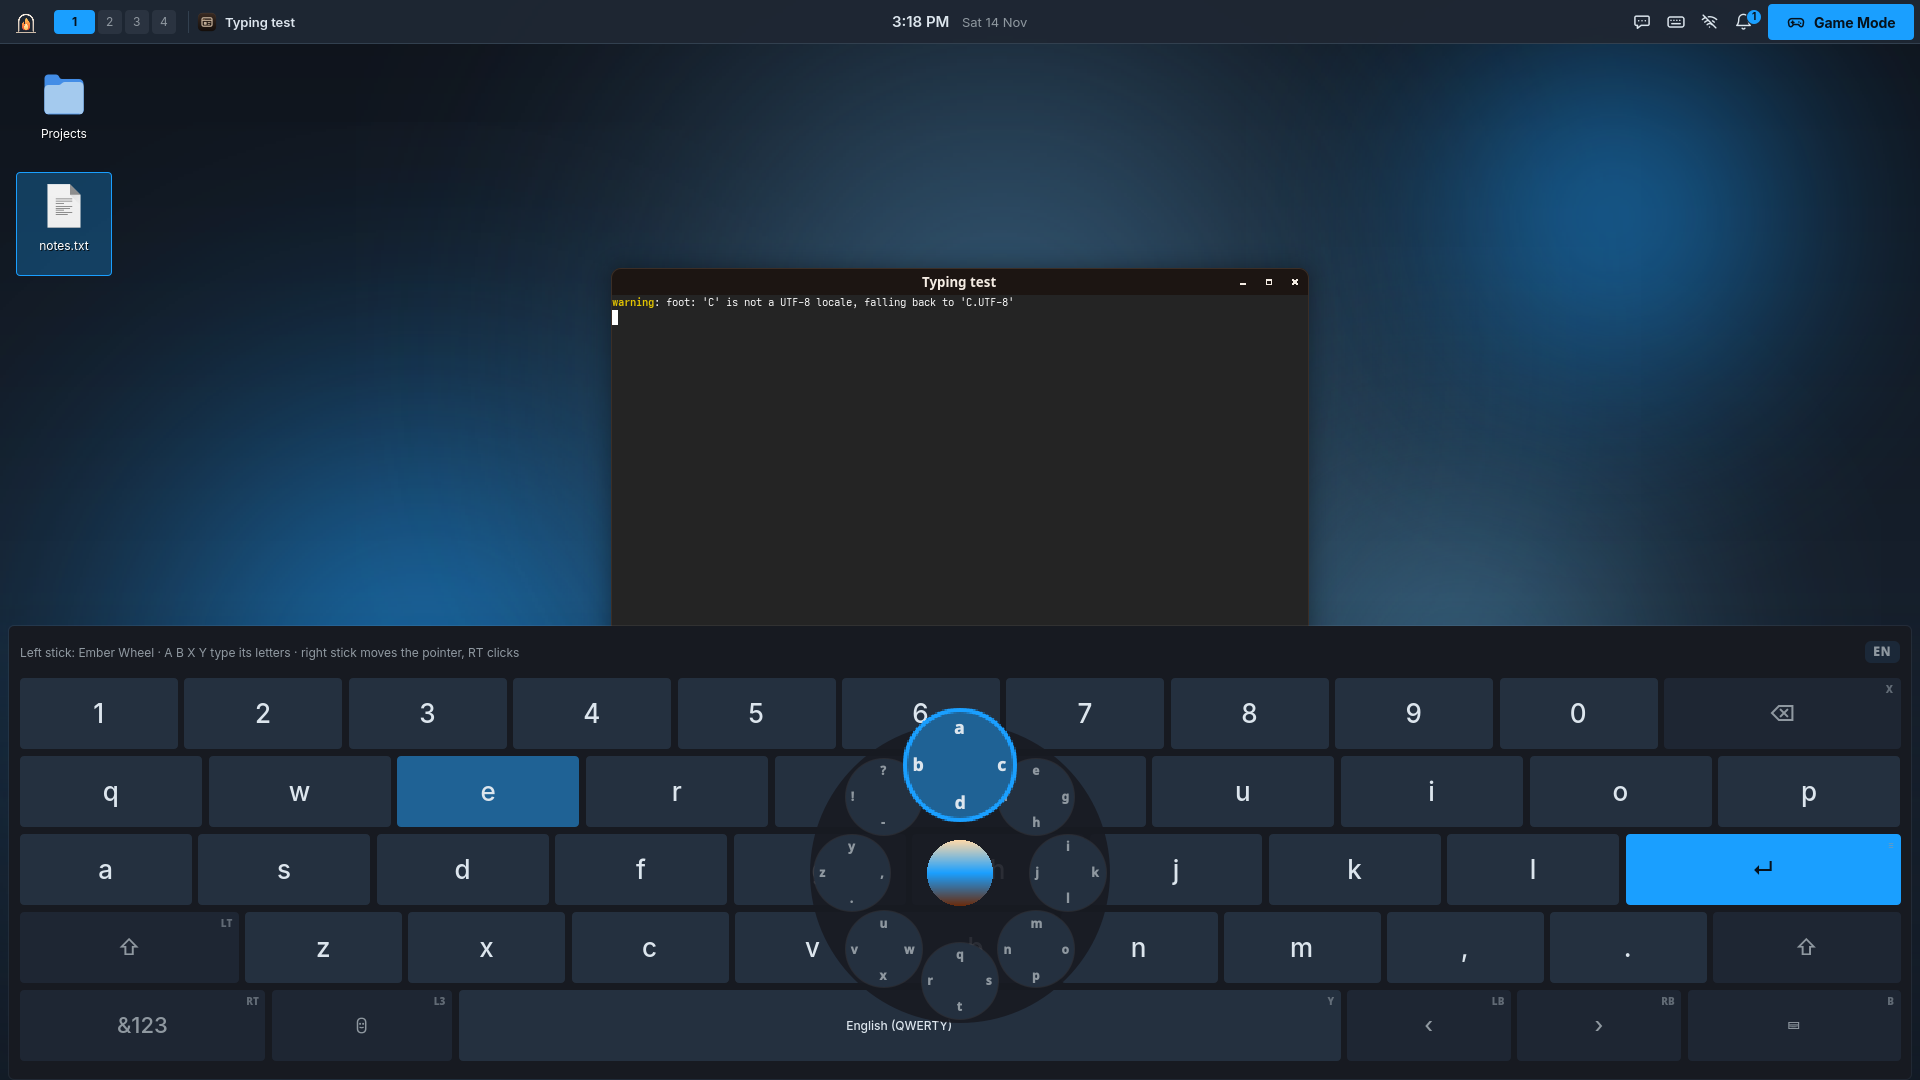 1 2 3 4 Typing test 3:18 PM Sat 14 Nov 1 Game Mode
Projects
notes.txt
Typing test
warning: foot: 'C' is not a UTF-8 locale, falling back to 'C.UTF-8'
Left stick: Ember Wheel · A B X Y type its letters · right stick moves the pointer, RT clicks EN
1 2 3 4 5 6 7 8 9 0 X
q w e r u i o p
a s d f h j k l
LT z x c v b n m , .
&123 RT L3 English (QWERTY) Y ‹ LB › RB B
a b c d
e g h
i j k l
m n o p
q r s t
u v w x
y z , .
? ! -